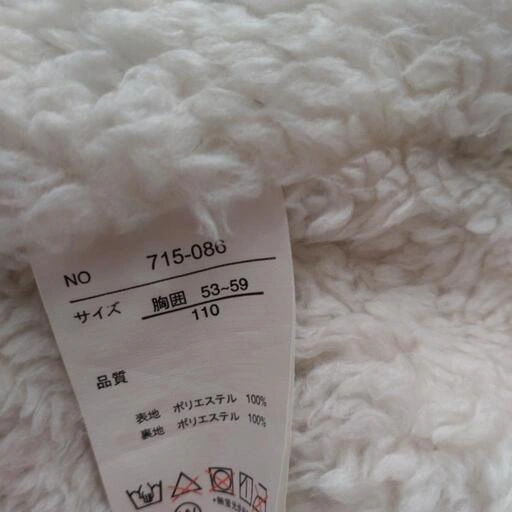 NO 715-086
サイズ 胸囲 53~59
110
品質
表地 ポリエステル 100%
裏地 ポリエステル 100%